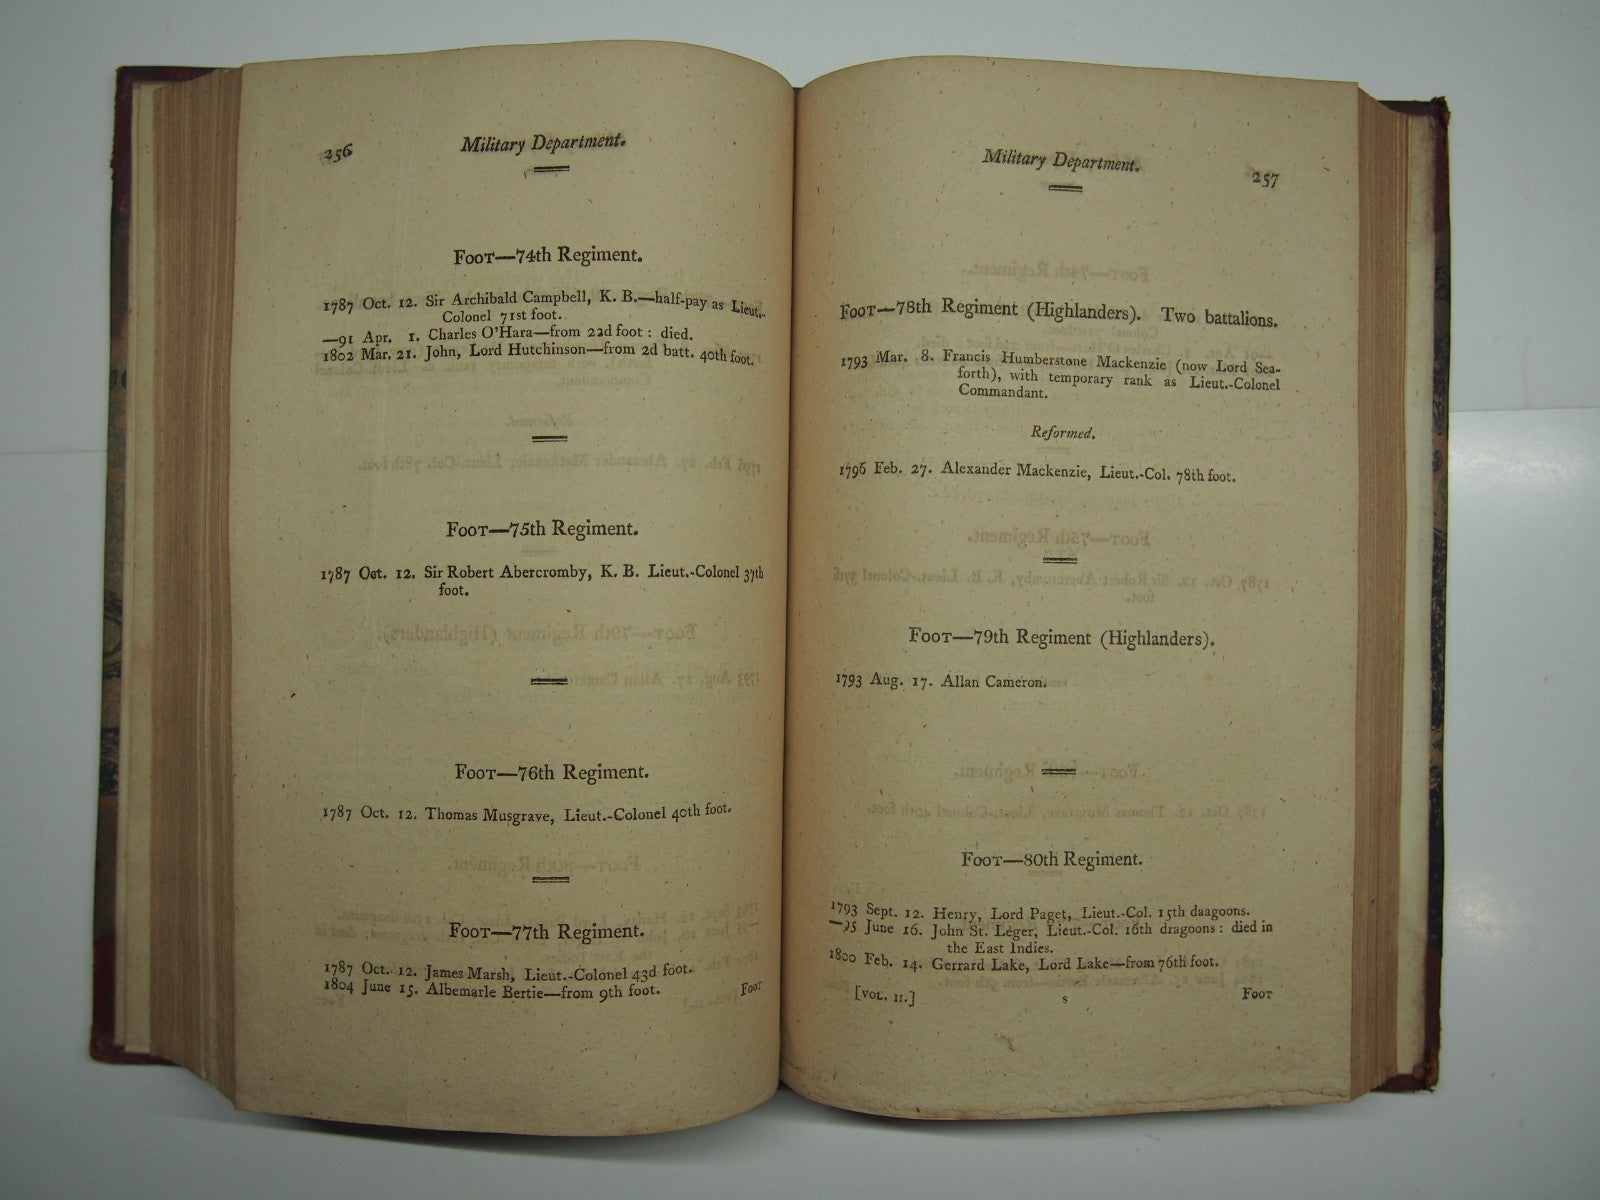 256
Military Department.
Foot—74th Regiment.
1787 Oct. 12. Sir Archibald Campbell, K. B.—half-pay as Lieut.-
Colonel 71st foot.
—91 Apr. 1. Charles O'Hara—from 22d foot : died.
1802 Mar. 21. John, Lord Hutchinson—from 2d batt. 40th foot.
Foot—75th Regiment.
1787 Oct. 12. Sir Robert Abercromby, K. B. Lieut.-Colonel 37th
foot.
Foot—76th Regiment.
1787 Oct. 12. Thomas Musgrave, Lieut.-Colonel 40th foot.
Foot—77th Regiment.
1787 Oct. 12. James Marsh, Lieut.-Colonel 43d foot.
1804 June 15. Albemarle Bertie—from 9th foot.
Foot
Military Department.
257
Foot—78th Regiment (Highlanders). Two battalions.
1793 Mar. 8. Francis Humberstone Mackenzie (now Lord Sea-
forth), with temporary rank as Lieut.-Colonel
Commandant.
Reformed.
1796 Feb. 27. Alexander Mackenzie, Lieut.-Col. 78th foot.
Foot—79th Regiment (Highlanders).
1793 Aug. 17. Allan Cameron.
Foot—80th Regiment.
1793 Sept. 12. Henry, Lord Paget, Lieut.-Col. 15th daagoons.
—95 June 16. John St. Leger, Lieut.-Col. 16th dragoons : died in
the East Indies.
1800 Feb. 14. Gerrard Lake, Lord Lake—from 76th foot.
[VOL. II.] s Foot